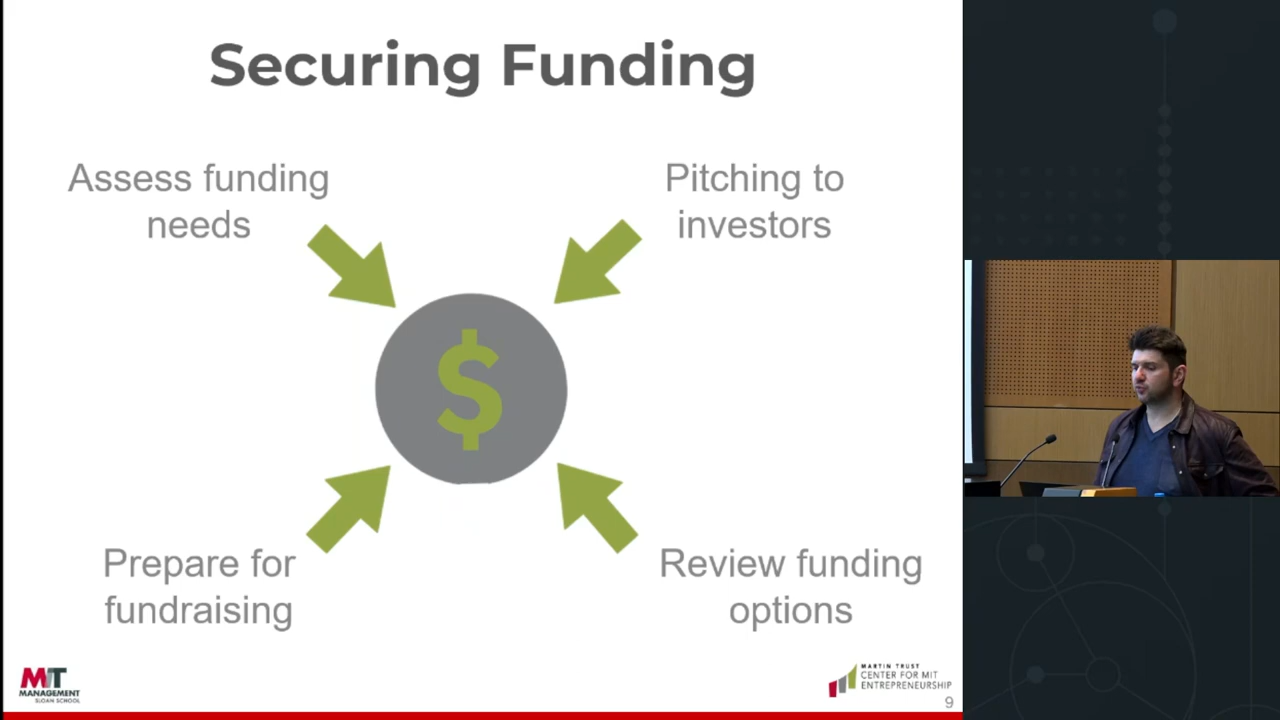 Securing Funding
Assess funding
needs
Pitching to
investors
$
Prepare for
fundraising
Review funding
options
MIT
MANAGEMENT
SLOAN SCHOOL
MARTIN TRUST
CENTER FOR MIT
ENTREPRENEURSHIP
9